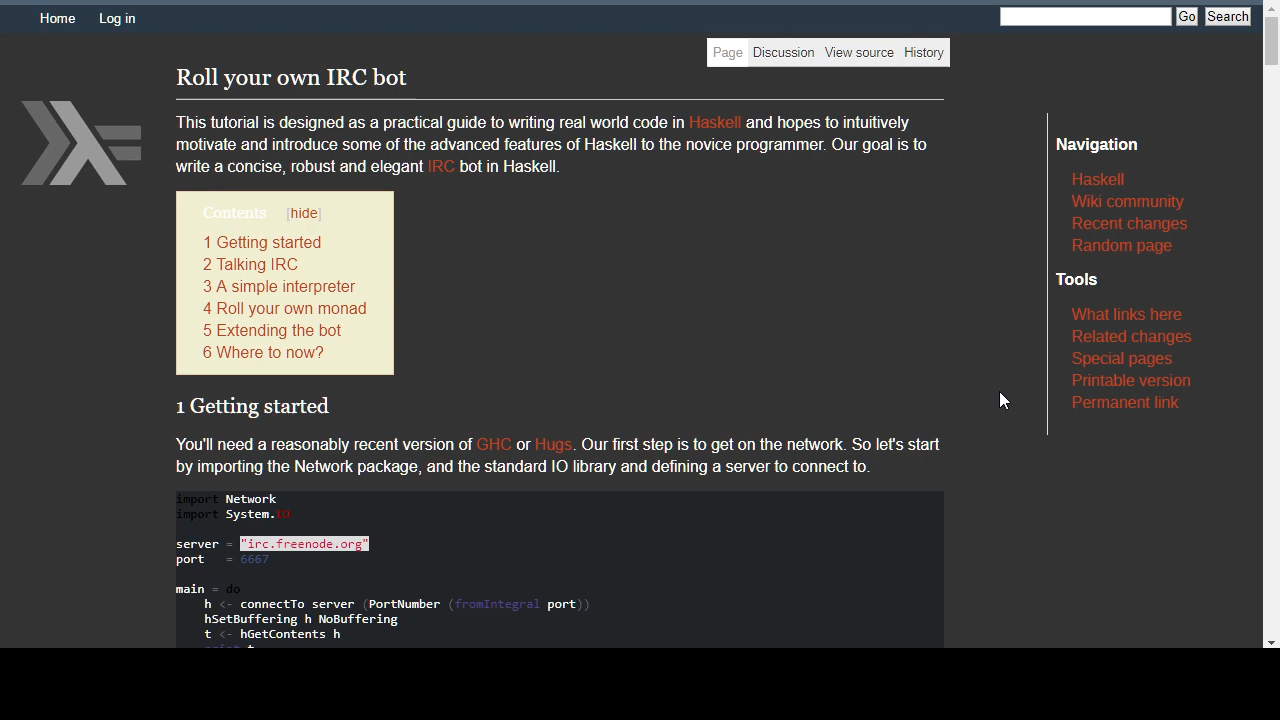 Home Log in
Go Search
Page Discussion View source History
Roll your own IRC bot
This tutorial is designed as a practical guide to writing real world code in Haskell and hopes to intuitively
motivate and introduce some of the advanced features of Haskell to the novice programmer. Our goal is to
write a concise, robust and elegant IRC bot in Haskell.
Contents [hide]
1 Getting started
2 Talking IRC
3 A simple interpreter
4 Roll your own monad
5 Extending the bot
6 Where to now?
1 Getting started
You'll need a reasonably recent version of GHC or Hugs. Our first step is to get on the network. So let's start
by importing the Network package, and the standard IO library and defining a server to connect to.
import Network
import System.IO
server = "irc.freenode.org"
port = 6667
main = do
h <- connectTo server (PortNumber (fromIntegral port))
hSetBuffering h NoBuffering
t <- hGetContents h
Navigation
Haskell
Wiki community
Recent changes
Random page
Tools
What links here
Related changes
Special pages
Printable version
Permanent link